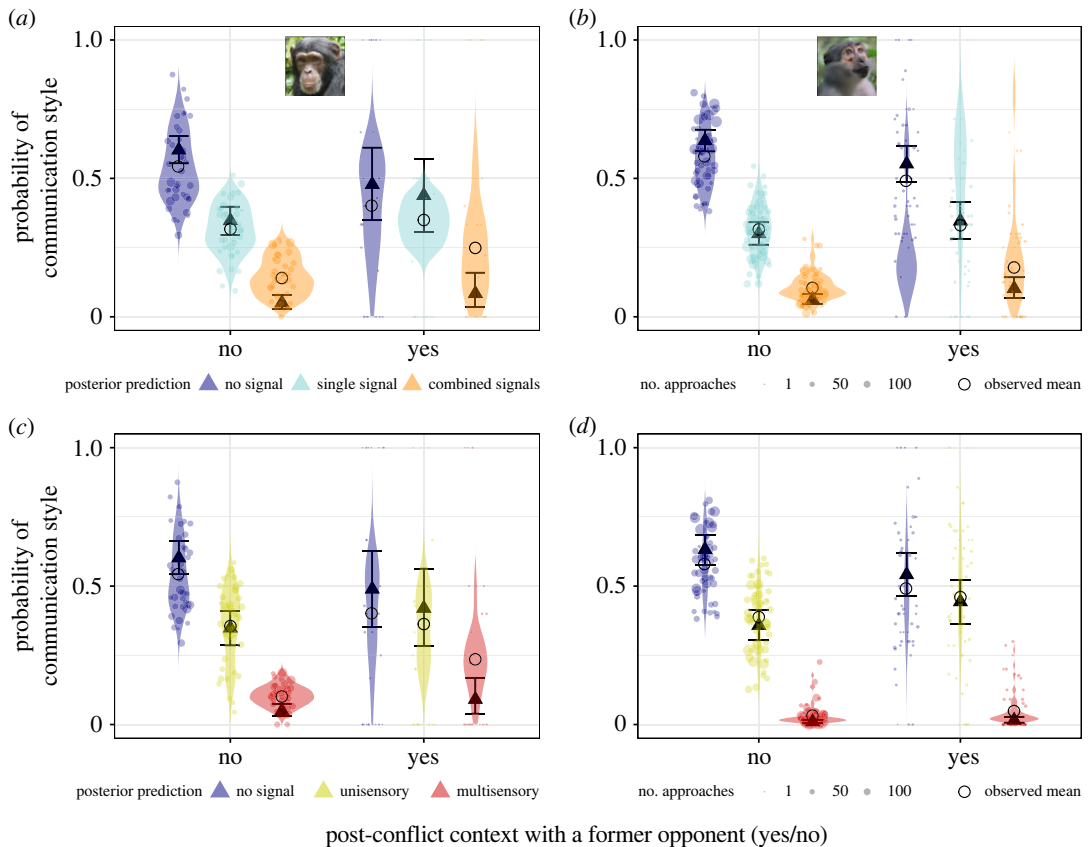 (a)
(b)
probability of
communication style
1.0
0.5
0
no
yes
1.0
0.5
0
no
yes
posterior prediction no signal single signal combined signals
no. approaches 1 50 100 observed mean
(c)
(d)
probability of
communication style
1.0
0.5
0
no
yes
1.0
0.5
0
no
yes
posterior prediction no signal unisensory multisensory
no. approaches 1 50 100 observed mean
post-conflict context with a former opponent (yes/no)